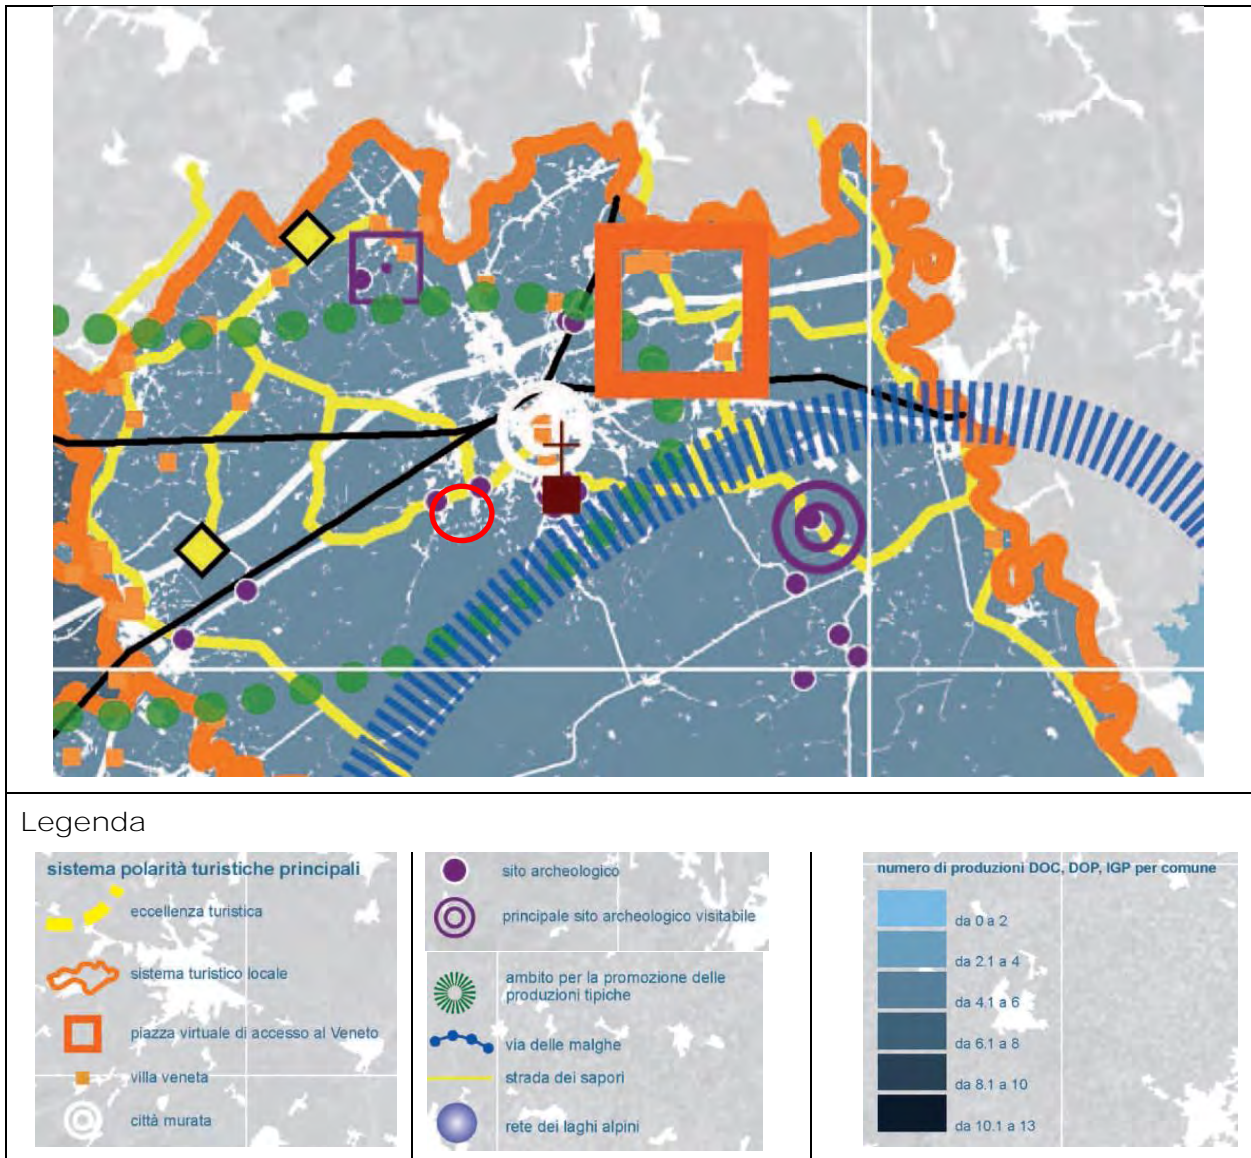 Legenda
sistema polarità turistiche principali
eccellenza turistica
sistema turistico locale
piazza virtuale di accesso al Veneto
villa veneta
città murata
sito archeologico
principale sito archeologico visitabile
ambito per la promozione delle
produzioni tipiche
via delle malghe
strada dei sapori
rete dei laghi alpini
numero di produzioni DOC, DOP, IGP per comune
da 0 a 2
da 2.1 a 4
da 4.1 a 6
da 6.1 a 8
da 8.1 a 10
da 10.1 a 13